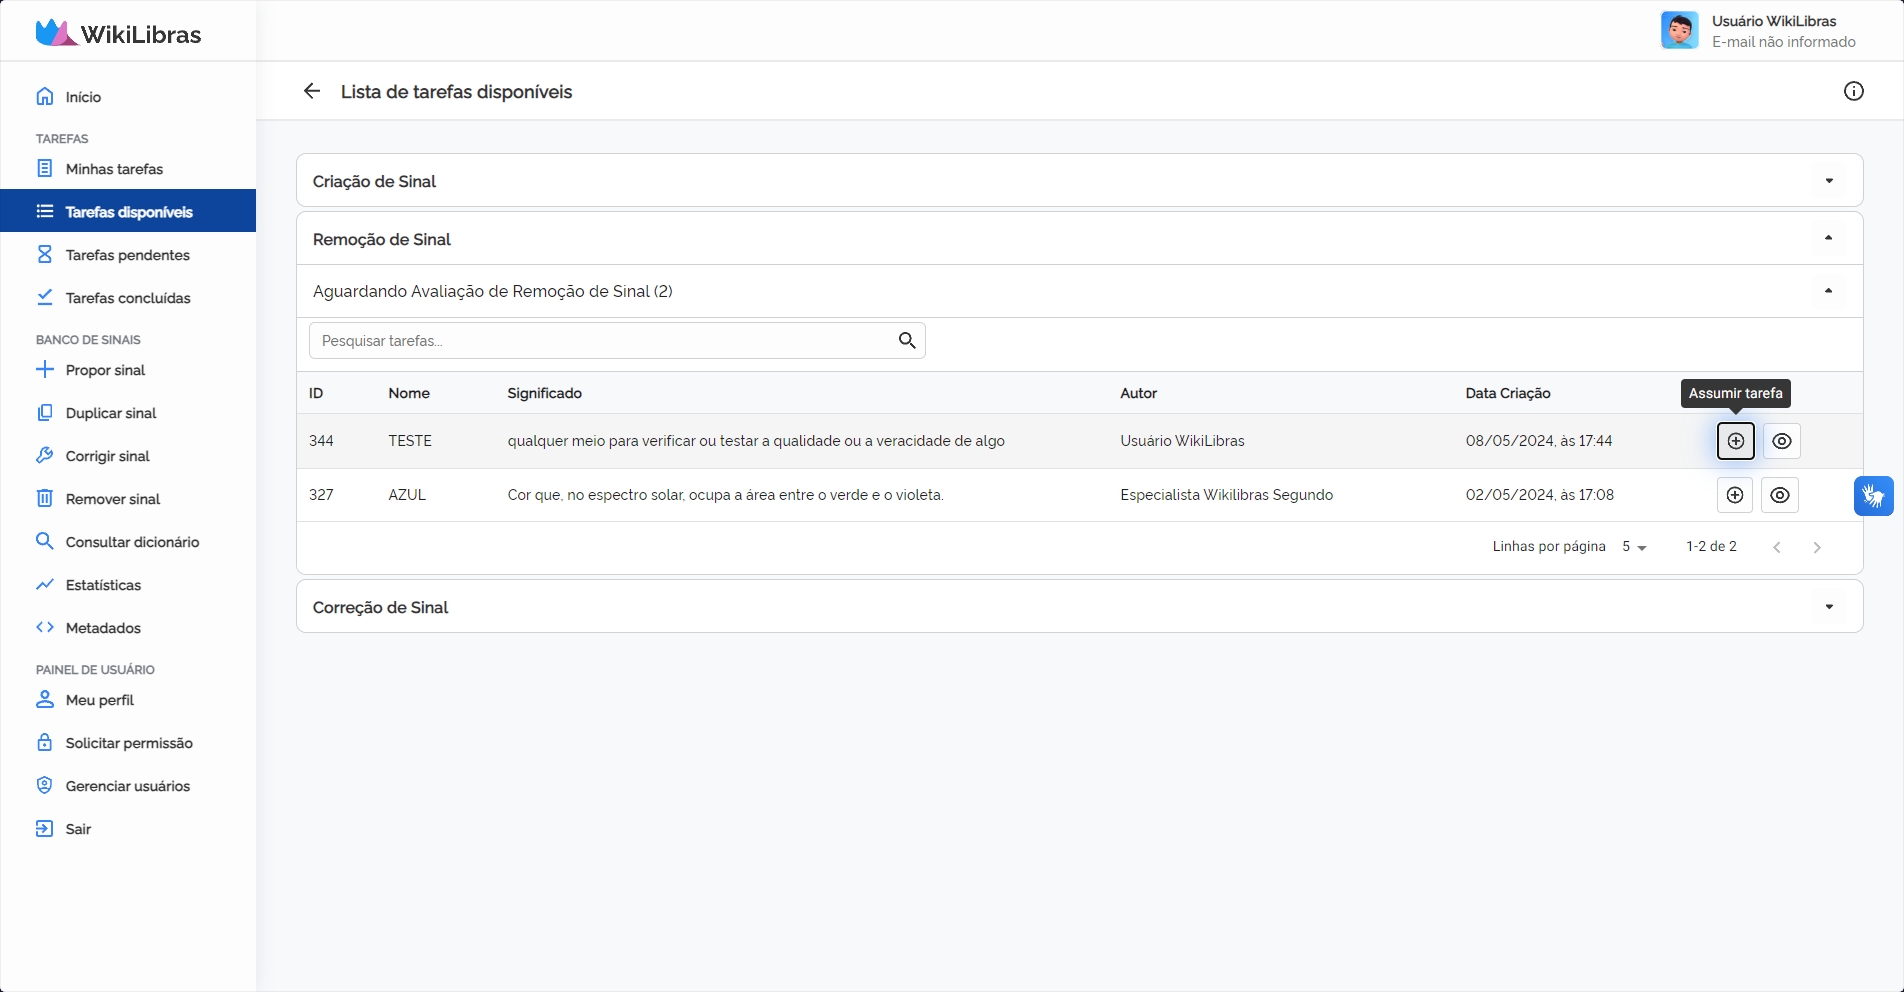 WikiLibras
Usuário WikiLibras
E-mail não informado
Início
TAREFAS
Minhas tarefas
Tarefas disponíveis
Tarefas pendentes
Tarefas concluídas
BANCO DE SINAIS
Propor sinal
Duplicar sinal
Corrigir sinal
Remover sinal
Consultar dicionário
Estatísticas
Metadados
PAINEL DE USUÁRIO
Meu perfil
Solicitar permissão
Gerenciar usuários
Sair
Lista de tarefas disponíveis
Criação de Sinal
Remoção de Sinal
Aguardando Avaliação de Remoção de Sinal (2)
Pesquisar tarefas...
ID Nome Significado Autor Data Criação
Assumir tarefa
344 TESTE qualquer meio para verificar ou testar a qualidade ou a veracidade de algo Usuário WikiLibras 08/05/2024, às 17:44
327 AZUL Cor que, no espectro solar, ocupa a área entre o verde e o violeta. Especialista Wikilibras Segundo 02/05/2024, às 17:08
Linhas por página 5 1-2 de 2
Correção de Sinal